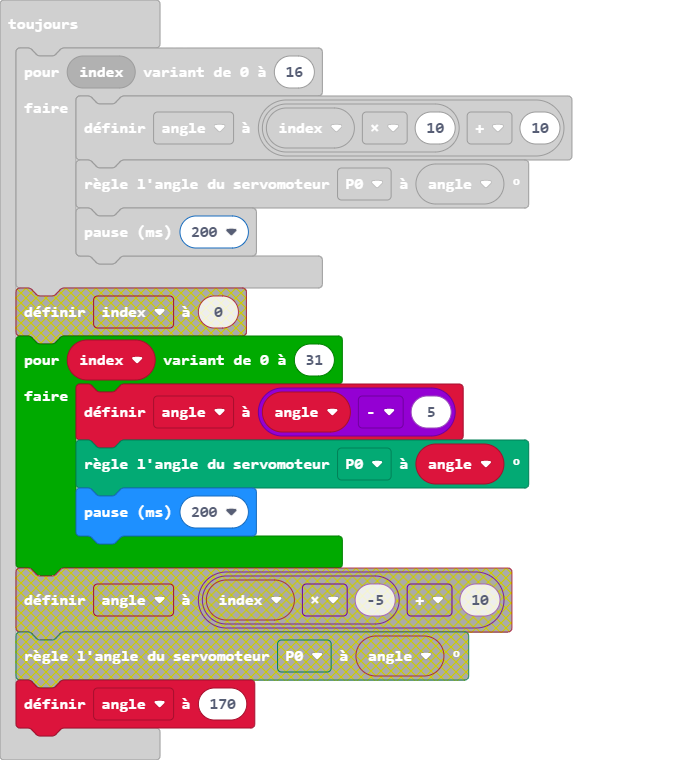 toujours
pour index variant de 0 à 16
faire
définir angle à index × 10 + 10
règle l'angle du servomoteur P0 à angle °
pause (ms) 200
définir index à 0
pour index variant de 0 à 31
faire
définir angle à angle - 5
règle l'angle du servomoteur P0 à angle °
pause (ms) 200
définir angle à index × -5 + 10
règle l'angle du servomoteur P0 à angle °
définir angle à 170